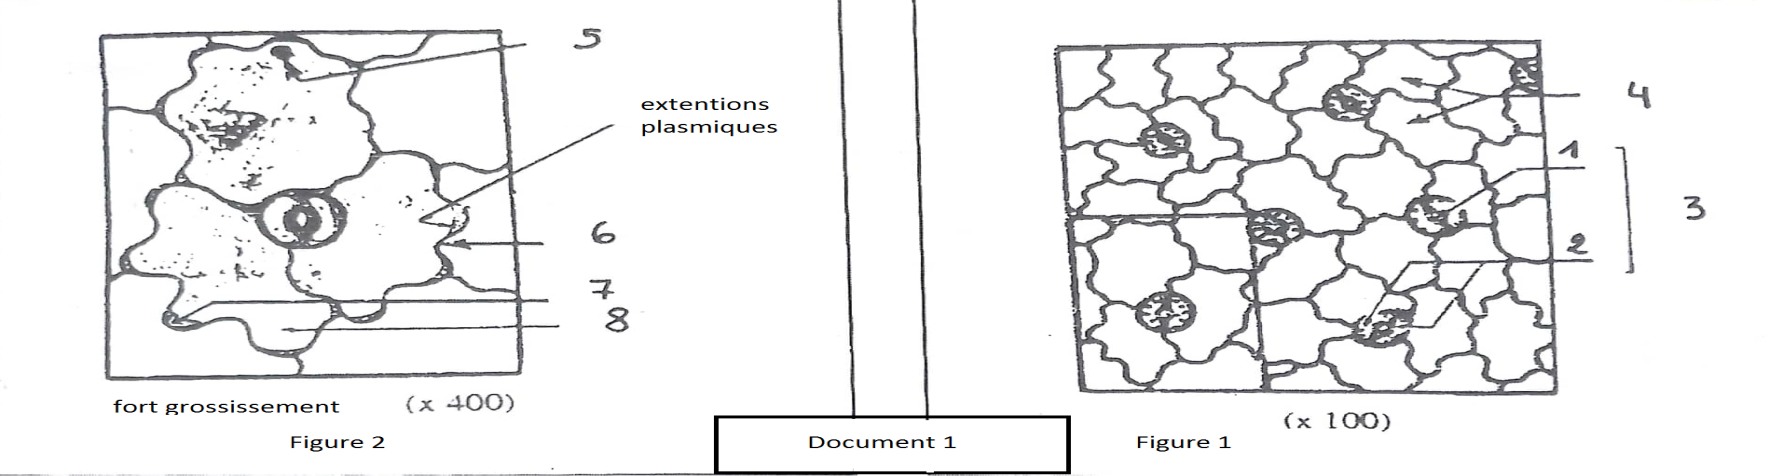 5
extentions
plasmiques
6
7
8
fort grossissement (x 400)
Figure 2
Document 1
4
1
3
2
(x 100)
Figure 1